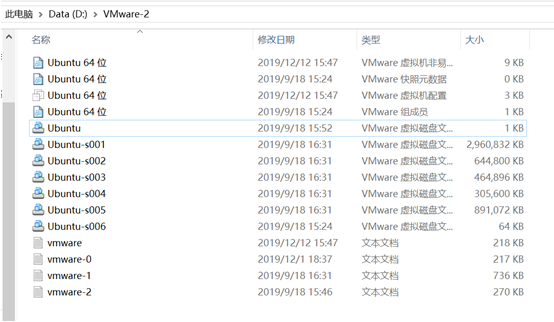 此电脑 > Data (D:) > VMware-2
名称 修改日期 类型 大小
Ubuntu 64 位 2019/12/12 15:47 VMware 虚拟机非易... 9 KB
Ubuntu 64 位 2019/9/18 15:24 VMware 快照元数据 0 KB
Ubuntu 64 位 2019/12/12 15:47 VMware 虚拟机配置 3 KB
Ubuntu 64 位 2019/9/18 15:24 VMware 组成员 1 KB
Ubuntu 2019/9/18 15:52 VMware 虚拟磁盘文... 1 KB
Ubuntu-s001 2019/9/18 16:31 VMware 虚拟磁盘文... 2,960,832 KB
Ubuntu-s002 2019/9/18 16:31 VMware 虚拟磁盘文... 644,800 KB
Ubuntu-s003 2019/9/18 16:31 VMware 虚拟磁盘文... 464,896 KB
Ubuntu-s004 2019/9/18 16:31 VMware 虚拟磁盘文... 305,600 KB
Ubuntu-s005 2019/9/18 16:31 VMware 虚拟磁盘文... 891,072 KB
Ubuntu-s006 2019/9/18 15:24 VMware 虚拟磁盘文... 64 KB
vmware 2019/12/12 15:47 文本文档 218 KB
vmware-0 2019/12/1 18:37 文本文档 217 KB
vmware-1 2019/9/18 16:31 文本文档 736 KB
vmware-2 2019/9/18 15:46 文本文档 270 KB